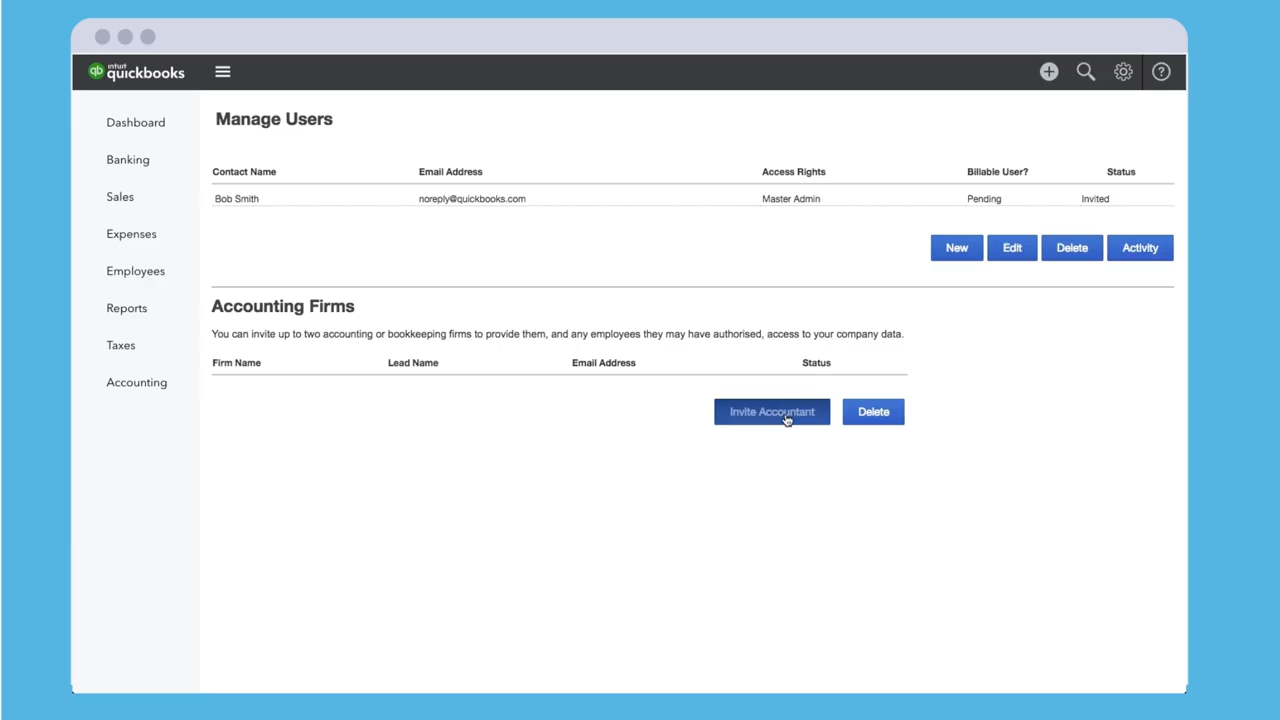 intuit
qb quickbooks
Dashboard
Banking
Sales
Expenses
Employees
Reports
Taxes
Accounting
Manage Users
Contact Name Email Address Access Rights Billable User? Status
Bob Smith noreply@quickbooks.com Master Admin Pending Invited
New Edit Delete Activity
Accounting Firms
You can invite up to two accounting or bookkeeping firms to provide them, and any employees they may have authorised, access to your company data.
Firm Name Lead Name Email Address Status
Invite Accountant Delete